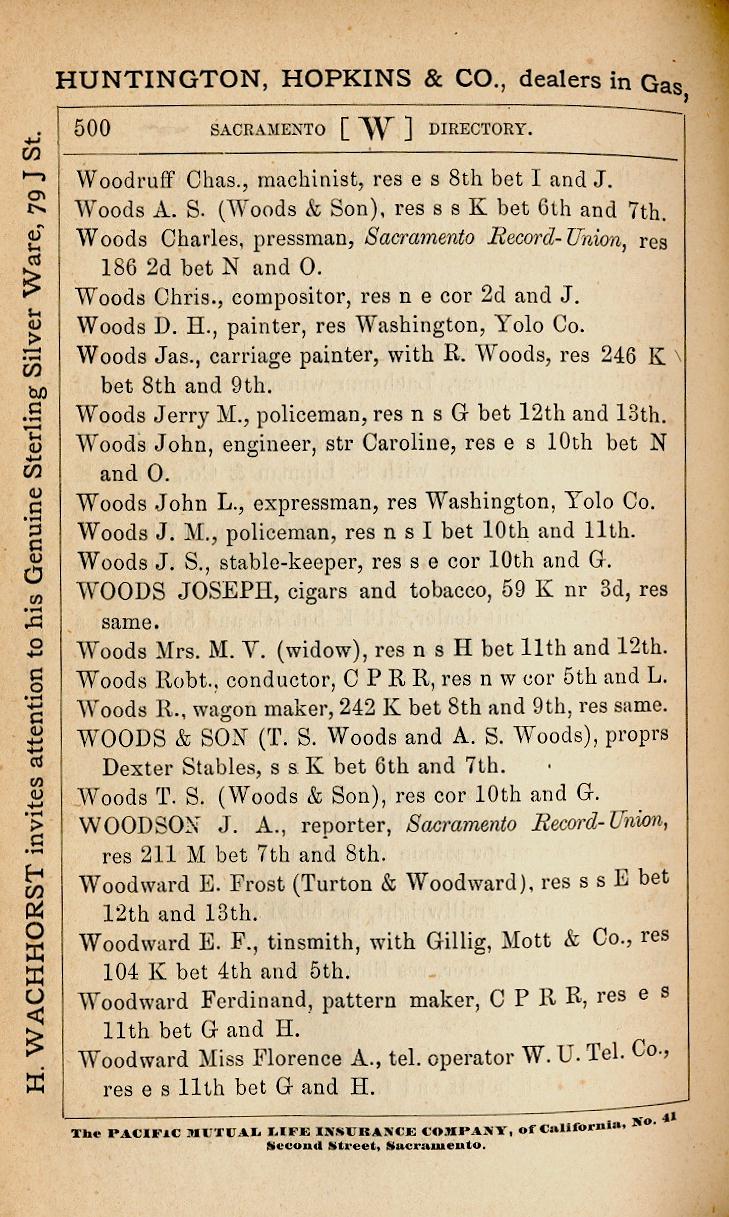 HUNTINGTON, HOPKINS & CO., dealers in Gas,
500 SACRAMENTO [ W ] DIRECTORY.
Woodruff Chas., machinist, res e s 8th bet I and J.
Woods A. S. (Woods & Son), res s s K bet 6th and 7th.
Woods Charles, pressman, Sacramento Record-Union, res
186 2d bet N and O.
Woods Chris., compositor, res n e cor 2d and J.
Woods D. H., painter, res Washington, Yolo Co.
Woods Jas., carriage painter, with R. Woods, res 246 K
bet 8th and 9th.
Woods Jerry M., policeman, res n s G bet 12th and 13th.
Woods John, engineer, str Caroline, res e s 10th bet N
and O.
Woods John L., expressman, res Washington, Yolo Co.
Woods J. M., policeman, res n s I bet 10th and 11th.
Woods J. S., stable-keeper, res s e cor 10th and G.
WOODS JOSEPH, cigars and tobacco, 59 K nr 3d, res
same.
Woods Mrs. M. V. (widow), res n s H bet 11th and 12th.
Woods Robt., conductor, C P R R, res n w cor 5th and L.
Woods R., wagon maker, 242 K bet 8th and 9th, res same.
WOODS & SON (T. S. Woods and A. S. Woods), proprs
Dexter Stables, s s K bet 6th and 7th.
Woods T. S. (Woods & Son), res cor 10th and G.
WOODSON J. A., reporter, Sacramento Record-Union,
res 211 M bet 7th and 8th.
Woodward E. Frost (Turton & Woodward), res s s E bet
12th and 13th.
Woodward E. F., tinsmith, with Gillig, Mott & Co., res
104 K bet 4th and 5th.
Woodward Ferdinand, pattern maker, C P R R, res e s
11th bet G and H.
Woodward Miss Florence A., tel. operator W. U. Tel. Co.,
res e s 11th bet G and H.
The PACIFIC MUTUAL LIFE INSURANCE COMPANY, of California, No. 41
Second Street, Sacramento.
H. WACHHORST invites attention to his Genuine Sterling Silver Ware, 79 J St.